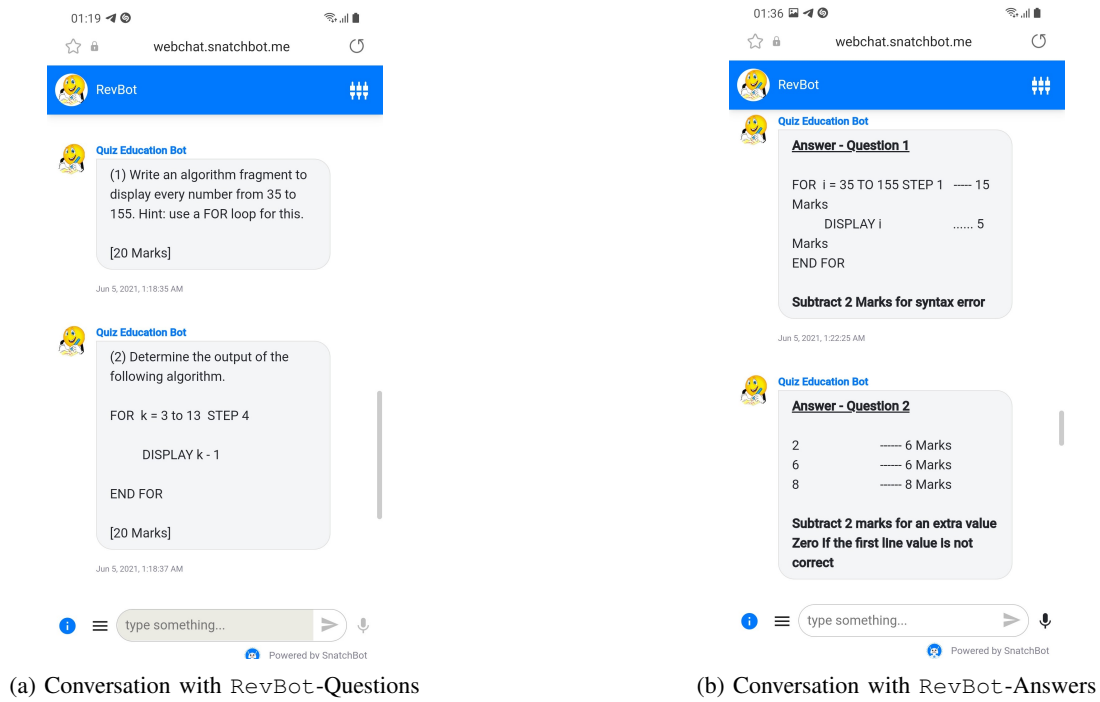 01:19
webchat.snatchbot.me
RevBot
Quiz Education Bot
(1) Write an algorithm fragment to
display every number from 35 to
155. Hint: use a FOR loop for this.
[20 Marks]
Jun 5, 2021, 1:18:35 AM
Quiz Education Bot
(2) Determine the output of the
following algorithm.
FOR k = 3 to 13 STEP 4
DISPLAY k - 1
END FOR
[20 Marks]
Jun 5, 2021, 1:18:37 AM
type something...
Powered by SnatchBot
(a) Conversation with RevBot-Questions
01:36
webchat.snatchbot.me
RevBot
Quiz Education Bot
Answer - Question 1
FOR i = 35 TO 155 STEP 1 ----- 15
Marks
DISPLAY i ...... 5
Marks
END FOR
Subtract 2 Marks for syntax error
Jun 5, 2021, 1:22:25 AM
Quiz Education Bot
Answer - Question 2
2 ------ 6 Marks
6 ------ 6 Marks
8 ------ 8 Marks
Subtract 2 marks for an extra value
Zero if the first line value is not
correct
type something...
Powered by SnatchBot
(b) Conversation with RevBot-Answers